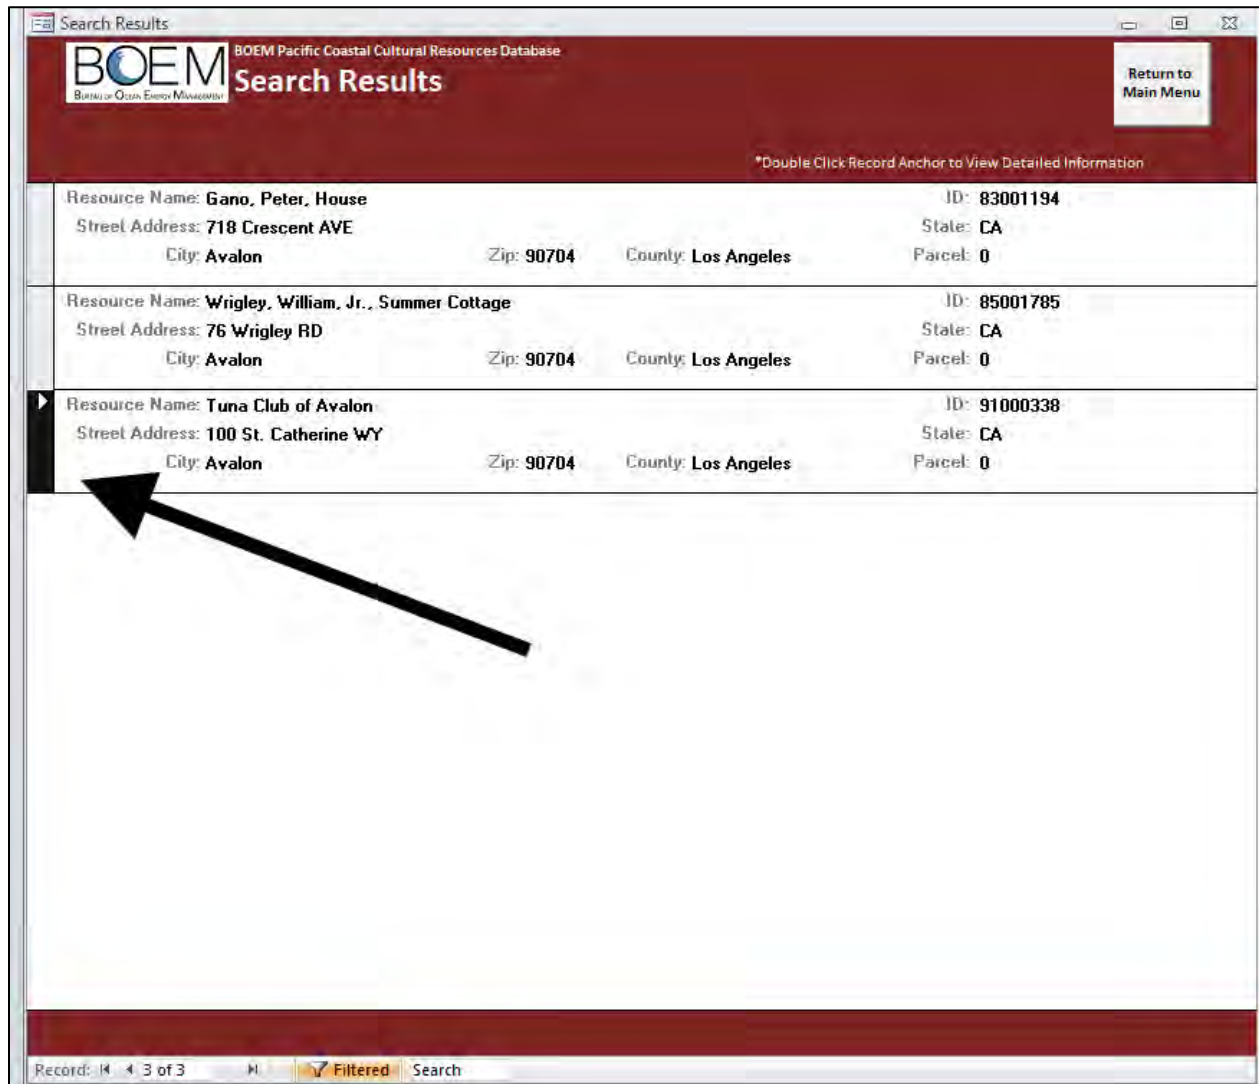 Search Results
BOEM
BUREAU OF OCEAN ENERGY MANAGEMENT
BOEM Pacific Coastal Cultural Resources Database
Search Results
Return to
Main Menu
*Double Click Record Anchor to View Detailed Information
Resource Name: Gano, Peter, House ID: 83001194
Street Address: 718 Crescent AVE State: CA
City: Avalon Zip: 90704 County: Los Angeles Parcel: 0
Resource Name: Wrigley, William, Jr., Summer Cottage ID: 85001785
Street Address: 76 Wrigley RD State: CA
City: Avalon Zip: 90704 County: Los Angeles Parcel: 0
Resource Name: Tuna Club of Avalon ID: 91000338
Street Address: 100 St. Catherine WY State: CA
City: Avalon Zip: 90704 County: Los Angeles Parcel: 0
Record: 3 of 3 Filtered Search